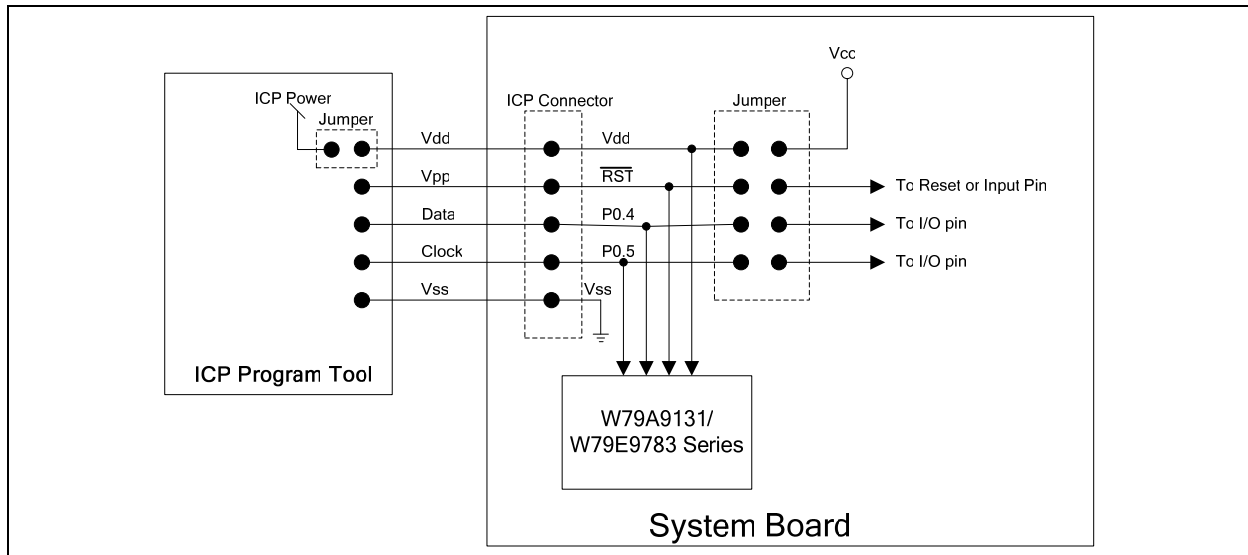 Vcc
ICP Power
Jumper
ICP Connector
Jumper
Vdd
Vdd
Vpp
RST
To Reset or Input Pin
Data
P0.4
To I/O pin
Clock
P0.5
To I/O pin
Vss
Vss
ICP Program Tool
W79A9131/
W79E9783 Series
System Board